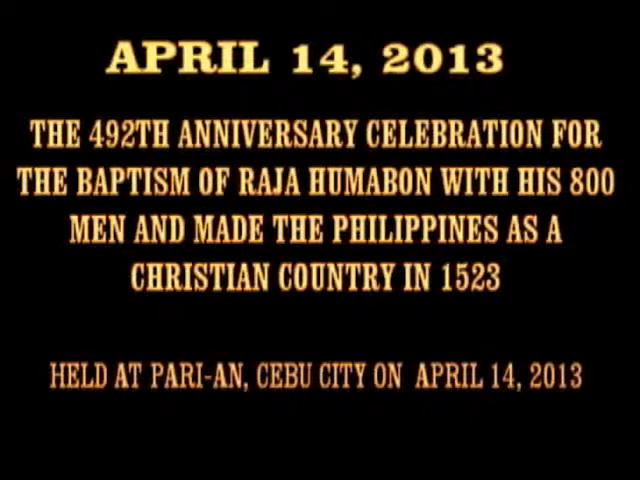 APRIL 14, 2013
THE 492TH ANNIVERSARY CELEBRATION FOR
THE BAPTISM OF RAJA HUMABON WITH HIS 800
MEN AND MADE THE PHILIPPINES AS A
CHRISTIAN COUNTRY IN 1523
HELD AT PARI-AN, CEBU CITY ON APRIL 14, 2013